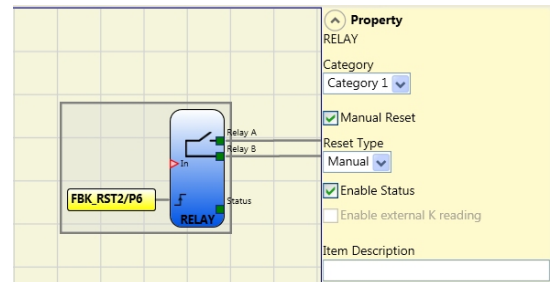 Property
RELAY
Category
Category 1
Manual Reset
Reset Type
Manual
Enable Status
Enable external K reading
Item Description
Relay A
Relay B
In
FBK_RST2/P6
Status
RELAY